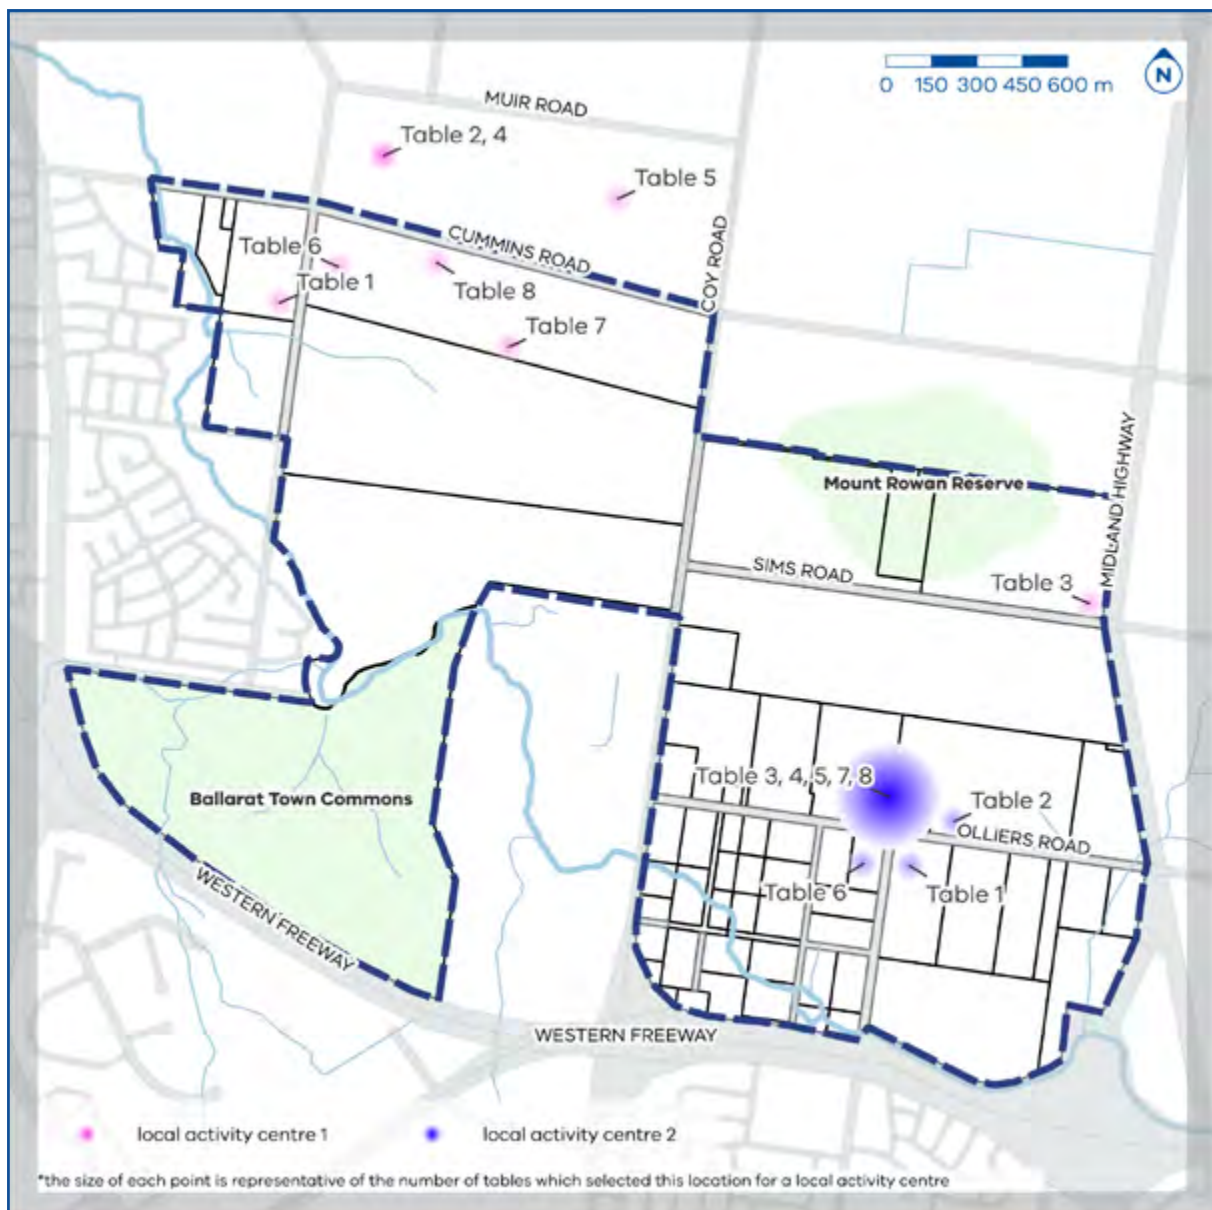 0 150 300 450 600 m
N
MUIR ROAD
Table 2, 4
Table 5
CUMMINS ROAD
COY ROAD
Table 6
Table 1
Table 8
Table 7
MIDLAND HIGHWAY
Mount Rowan Reserve
SIMS ROAD
Table 3
Table 3, 4, 5, 7, 8
Table 2
OLLIERS ROAD
Ballarat Town Commons
Table 6
Table 1
WESTERN FREEWAY
WESTERN FREEWAY
local activity centre 1
local activity centre 2
*the size of each point is representative of the number of tables which selected this location for a local activity centre